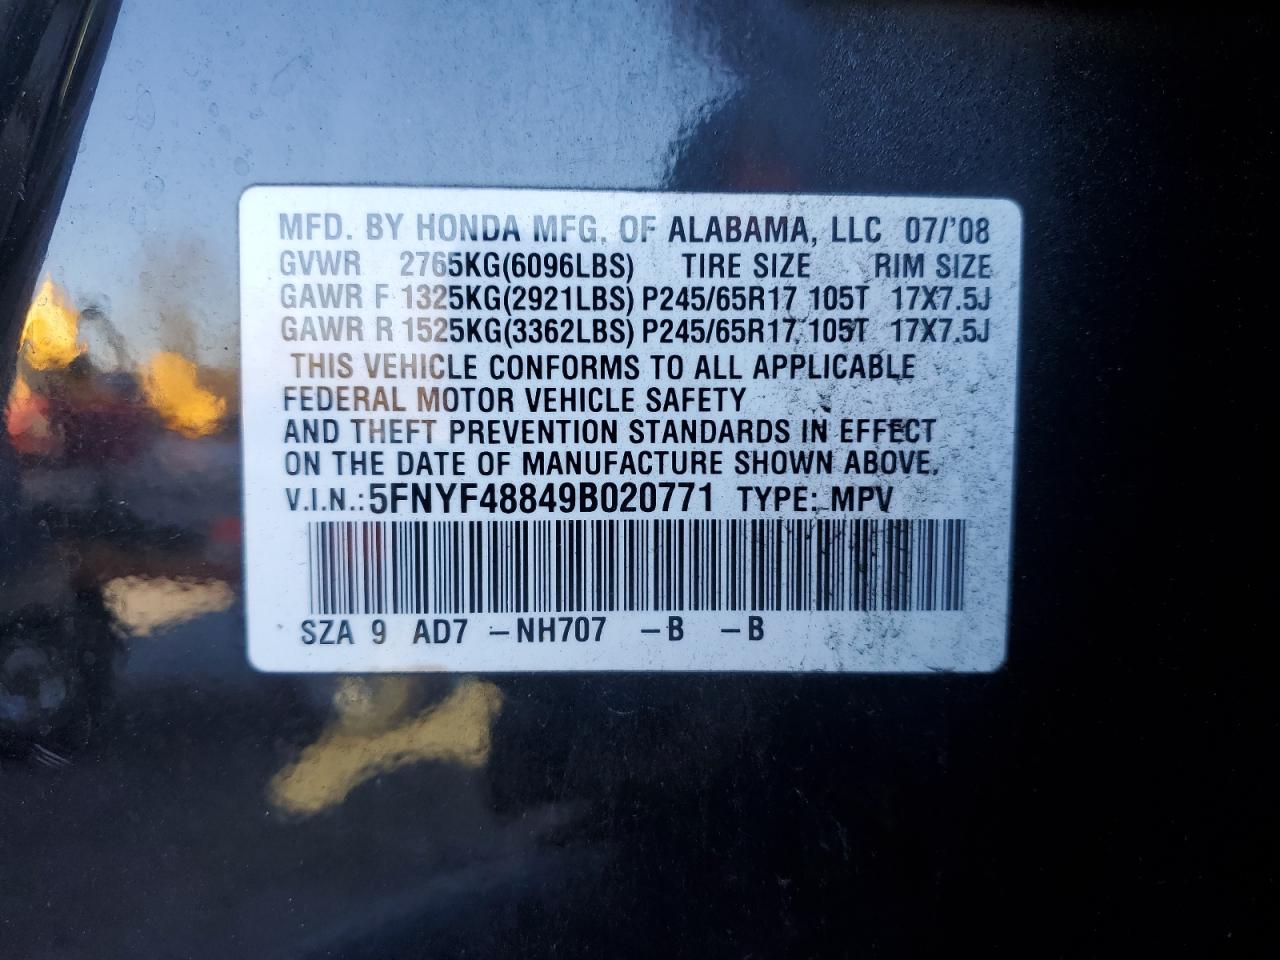 MFD. BY HONDA MFG. OF ALABAMA, LLC 07/'08
GVWR 2765KG(6096LBS) TIRE SIZE RIM SIZE
GAWR F 1325KG(2921LBS) P245/65R17 105T 17X7.5J
GAWR R 1525KG(3362LBS) P245/65R17 105T 17X7.5J
THIS VEHICLE CONFORMS TO ALL APPLICABLE
FEDERAL MOTOR VEHICLE SAFETY
AND THEFT PREVENTION STANDARDS IN EFFECT
ON THE DATE OF MANUFACTURE SHOWN ABOVE.
V.I.N.: 5FNYF48849B020771 TYPE: MPV
SZA 9 AD7 –NH707 –B –B